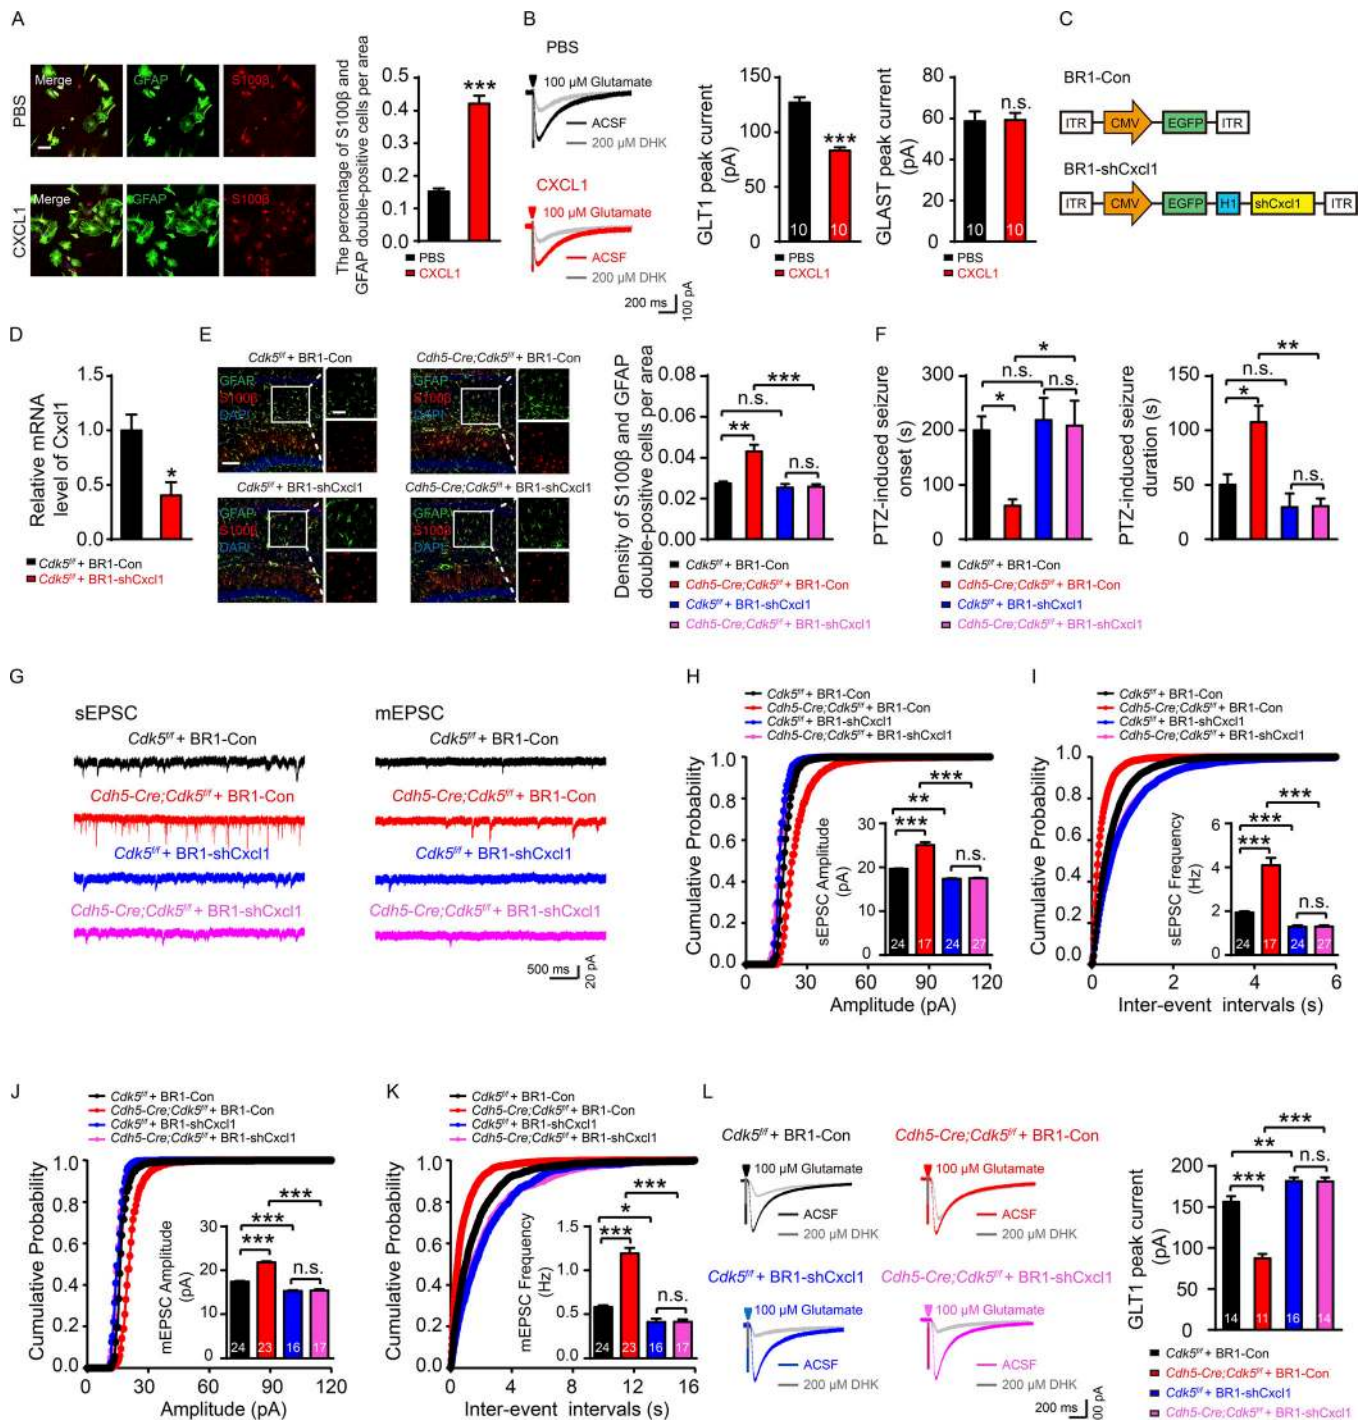 A
Merge
GFAP
S100β
PBS
Merge
GFAP
S100β
CXCL1
The percentage of S100β and
GFAP double-positive cells per area
0.5
0.4
0.3
0.2
0.1
0.0
***
PBS
CXCL1
B
PBS
100 µM Glutamate
ACSF
200 µM DHK
CXCL1
100 µM Glutamate
ACSF
200 µM DHK
200 ms
100 pA
GLT1 peak current
(pA)
150
100
50
0
***
10
10
PBS
CXCL1
GLAST peak current
(pA)
80
60
40
20
0
n.s.
10
10
PBS
CXCL1
C
BR1-Con
ITR
CMV
EGFP
ITR
BR1-shCxcl1
ITR
CMV
EGFP
H1
shCxcl1
ITR
D
Relative mRNA
level of Cxcl1
1.5
1.0
0.5
0.0
*
Cdk5f/f + BR1-Con
Cdk5f/f + BR1-shCxcl1
E
Cdk5f/f + BR1-Con
GFAP
S100β
DAPI
Cdh5-Cre;Cdk5f/f + BR1-Con
GFAP
S100β
DAPI
Cdk5f/f + BR1-shCxcl1
GFAP
S100β
DAPI
Cdh5-Cre;Cdk5f/f + BR1-shCxcl1
GFAP
S100β
DAPI
Density of S100β and GFAP
double-positive cells per area
0.08
0.06
0.04
0.02
0.00
***
n.s.
**
n.s.
Cdk5f/f + BR1-Con
Cdh5-Cre;Cdk5f/f + BR1-Con
Cdk5f/f + BR1-shCxcl1
Cdh5-Cre;Cdk5f/f + BR1-shCxcl1
F
PTZ-induced seizure
onset (s)
300
200
100
0
*
n.s.
*
n.s.
Cdk5f/f + BR1-Con
Cdh5-Cre;Cdk5f/f + BR1-Con
Cdk5f/f + BR1-shCxcl1
Cdh5-Cre;Cdk5f/f + BR1-shCxcl1
PTZ-induced seizure
duration (s)
150
100
50
0
**
n.s.
*
n.s.
G
sEPSC
Cdk5f/f + BR1-Con
Cdh5-Cre;Cdk5f/f + BR1-Con
Cdk5f/f + BR1-shCxcl1
Cdh5-Cre;Cdk5f/f + BR1-shCxcl1
mEPSC
Cdk5f/f + BR1-Con
Cdh5-Cre;Cdk5f/f + BR1-Con
Cdk5f/f + BR1-shCxcl1
Cdh5-Cre;Cdk5f/f + BR1-shCxcl1
500 ms
20 pA
H
Cdk5f/f + BR1-Con
Cdh5-Cre;Cdk5f/f + BR1-Con
Cdk5f/f + BR1-shCxcl1
Cdh5-Cre;Cdk5f/f + BR1-shCxcl1
Cumulative Probability
1.0
0.8
0.6
0.4
0.2
0.0
0
30
60
90
120
Amplitude (pA)
sEPSC Amplitude
(pA)
30
20
10
0
***
**
***
n.s.
24
17
24
27
I
Cdk5f/f + BR1-Con
Cdh5-Cre;Cdk5f/f + BR1-Con
Cdk5f/f + BR1-shCxcl1
Cdh5-Cre;Cdk5f/f + BR1-shCxcl1
Cumulative Probability
1.0
0.8
0.6
0.4
0.2
0.0
0
2
4
6
Inter-event intervals (s)
sEPSC Frequency
(Hz)
6
4
2
0
***
***
***
n.s.
24
17
24
27
J
Cdk5f/f + BR1-Con
Cdh5-Cre;Cdk5f/f + BR1-Con
Cdk5f/f + BR1-shCxcl1
Cdh5-Cre;Cdk5f/f + BR1-shCxcl1
Cumulative Probability
1.0
0.8
0.6
0.4
0.2
0.0
0
30
60
90
120
Amplitude (pA)
mEPSC Amplitude
(pA)
30
20
10
0
***
***
***
n.s.
24
23
16
17
K
Cdk5f/f + BR1-Con
Cdh5-Cre;Cdk5f/f + BR1-Con
Cdk5f/f + BR1-shCxcl1
Cdh5-Cre;Cdk5f/f + BR1-shCxcl1
Cumulative Probability
1.0
0.8
0.6
0.4
0.2
0.0
0
4
8
12
16
Inter-event intervals (s)
mEPSC Frequency
(Hz)
1.5
1.0
0.5
0.0
***
*
***
n.s.
24
23
16
17
L
Cdk5f/f + BR1-Con
100 µM Glutamate
ACSF
200 µM DHK
Cdh5-Cre;Cdk5f/f + BR1-Con
100 µM Glutamate
ACSF
200 µM DHK
Cdk5f/f + BR1-shCxcl1
100 µM Glutamate
ACSF
200 µM DHK
Cdh5-Cre;Cdk5f/f + BR1-shCxcl1
100 µM Glutamate
ACSF
200 µM DHK
200 ms
00 pA
GLT1 peak current
(pA)
200
150
100
50
0
***
**
n.s.
***
14
11
16
14
Cdk5f/f + BR1-Con
Cdh5-Cre;Cdk5f/f + BR1-Con
Cdk5f/f + BR1-shCxcl1
Cdh5-Cre;Cdk5f/f + BR1-shCxcl1